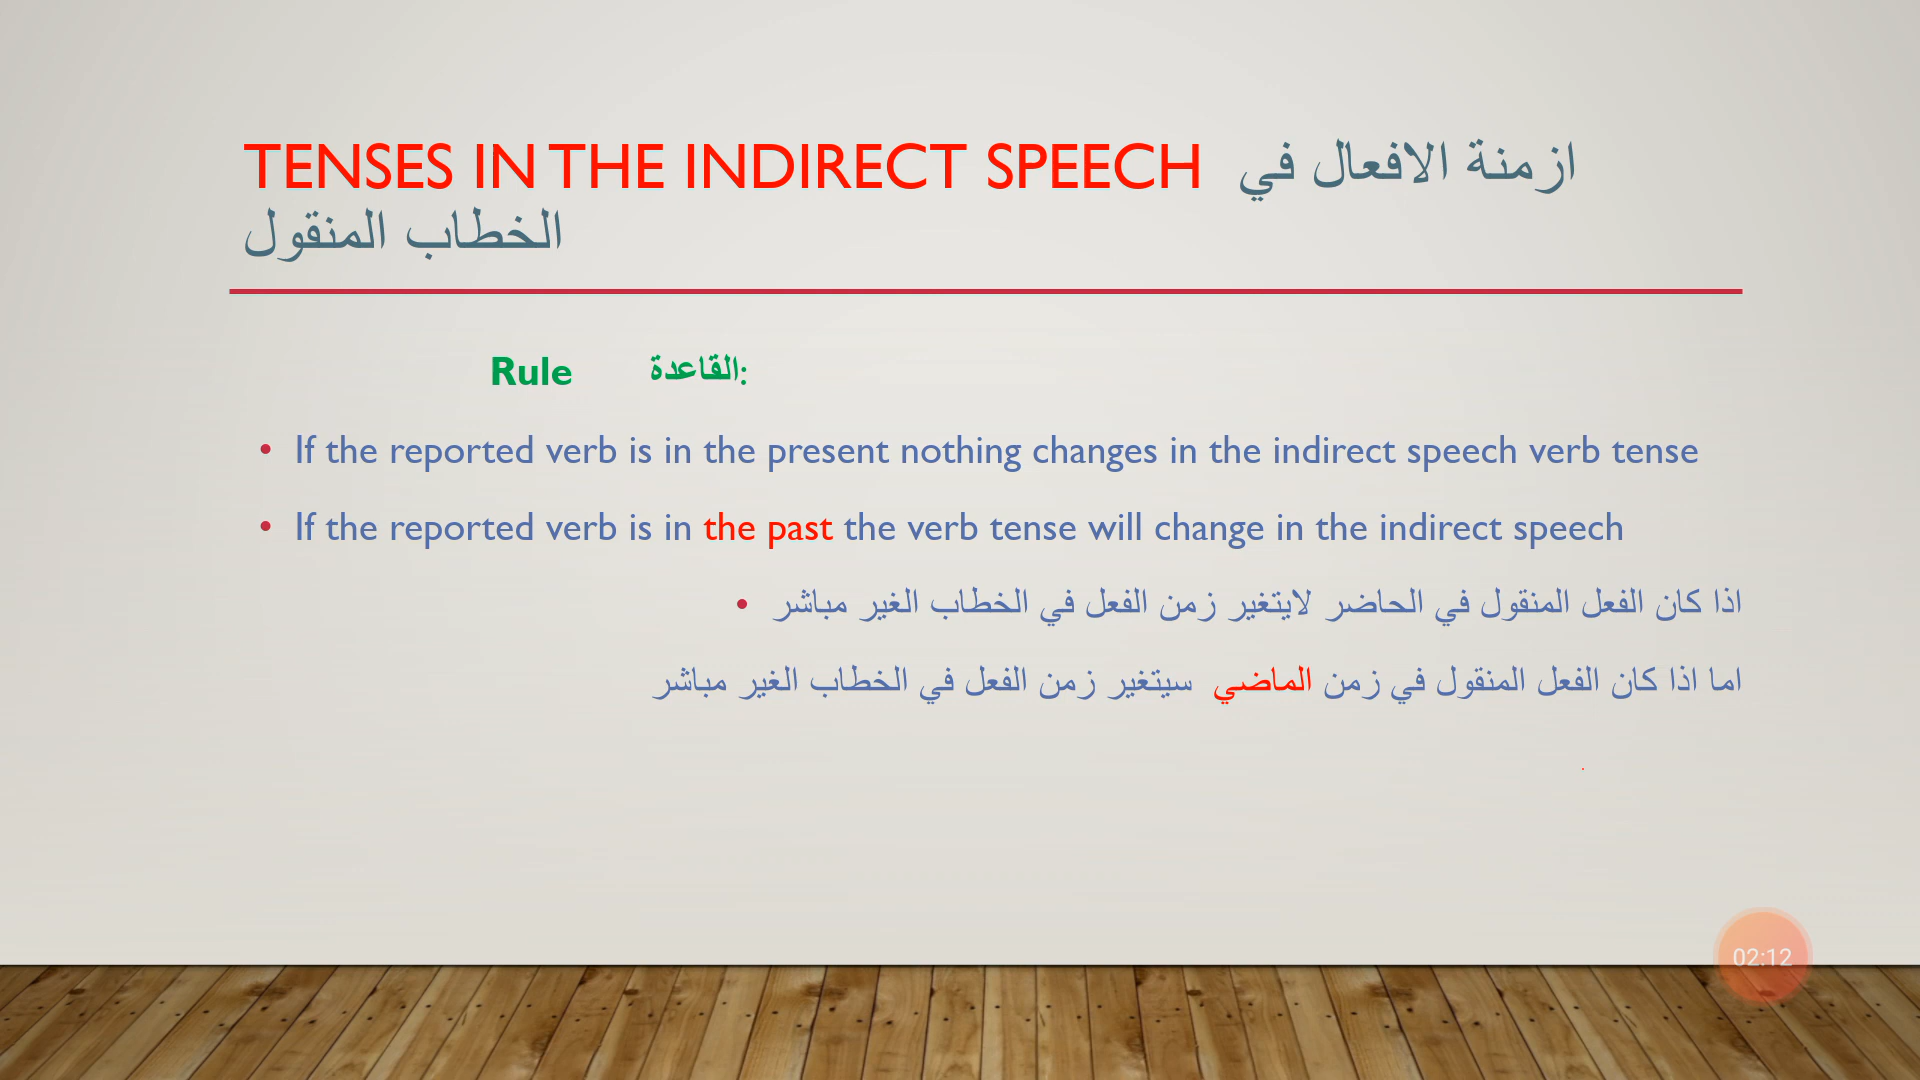 TENSES IN THE INDIRECT SPEECH ازمنة الافعال في
الخطاب المنقول
Rule القاعدة:
• If the reported verb is in the present nothing changes in the indirect speech verb tense
• If the reported verb is in the past the verb tense will change in the indirect speech
• اذا كان الفعل المنقول في الحاضر لايتغير زمن الفعل في الخطاب الغير مباشر
اما اذا كان الفعل المنقول في زمن الماضي سيتغير زمن الفعل في الخطاب الغير مباشر
.
02:12